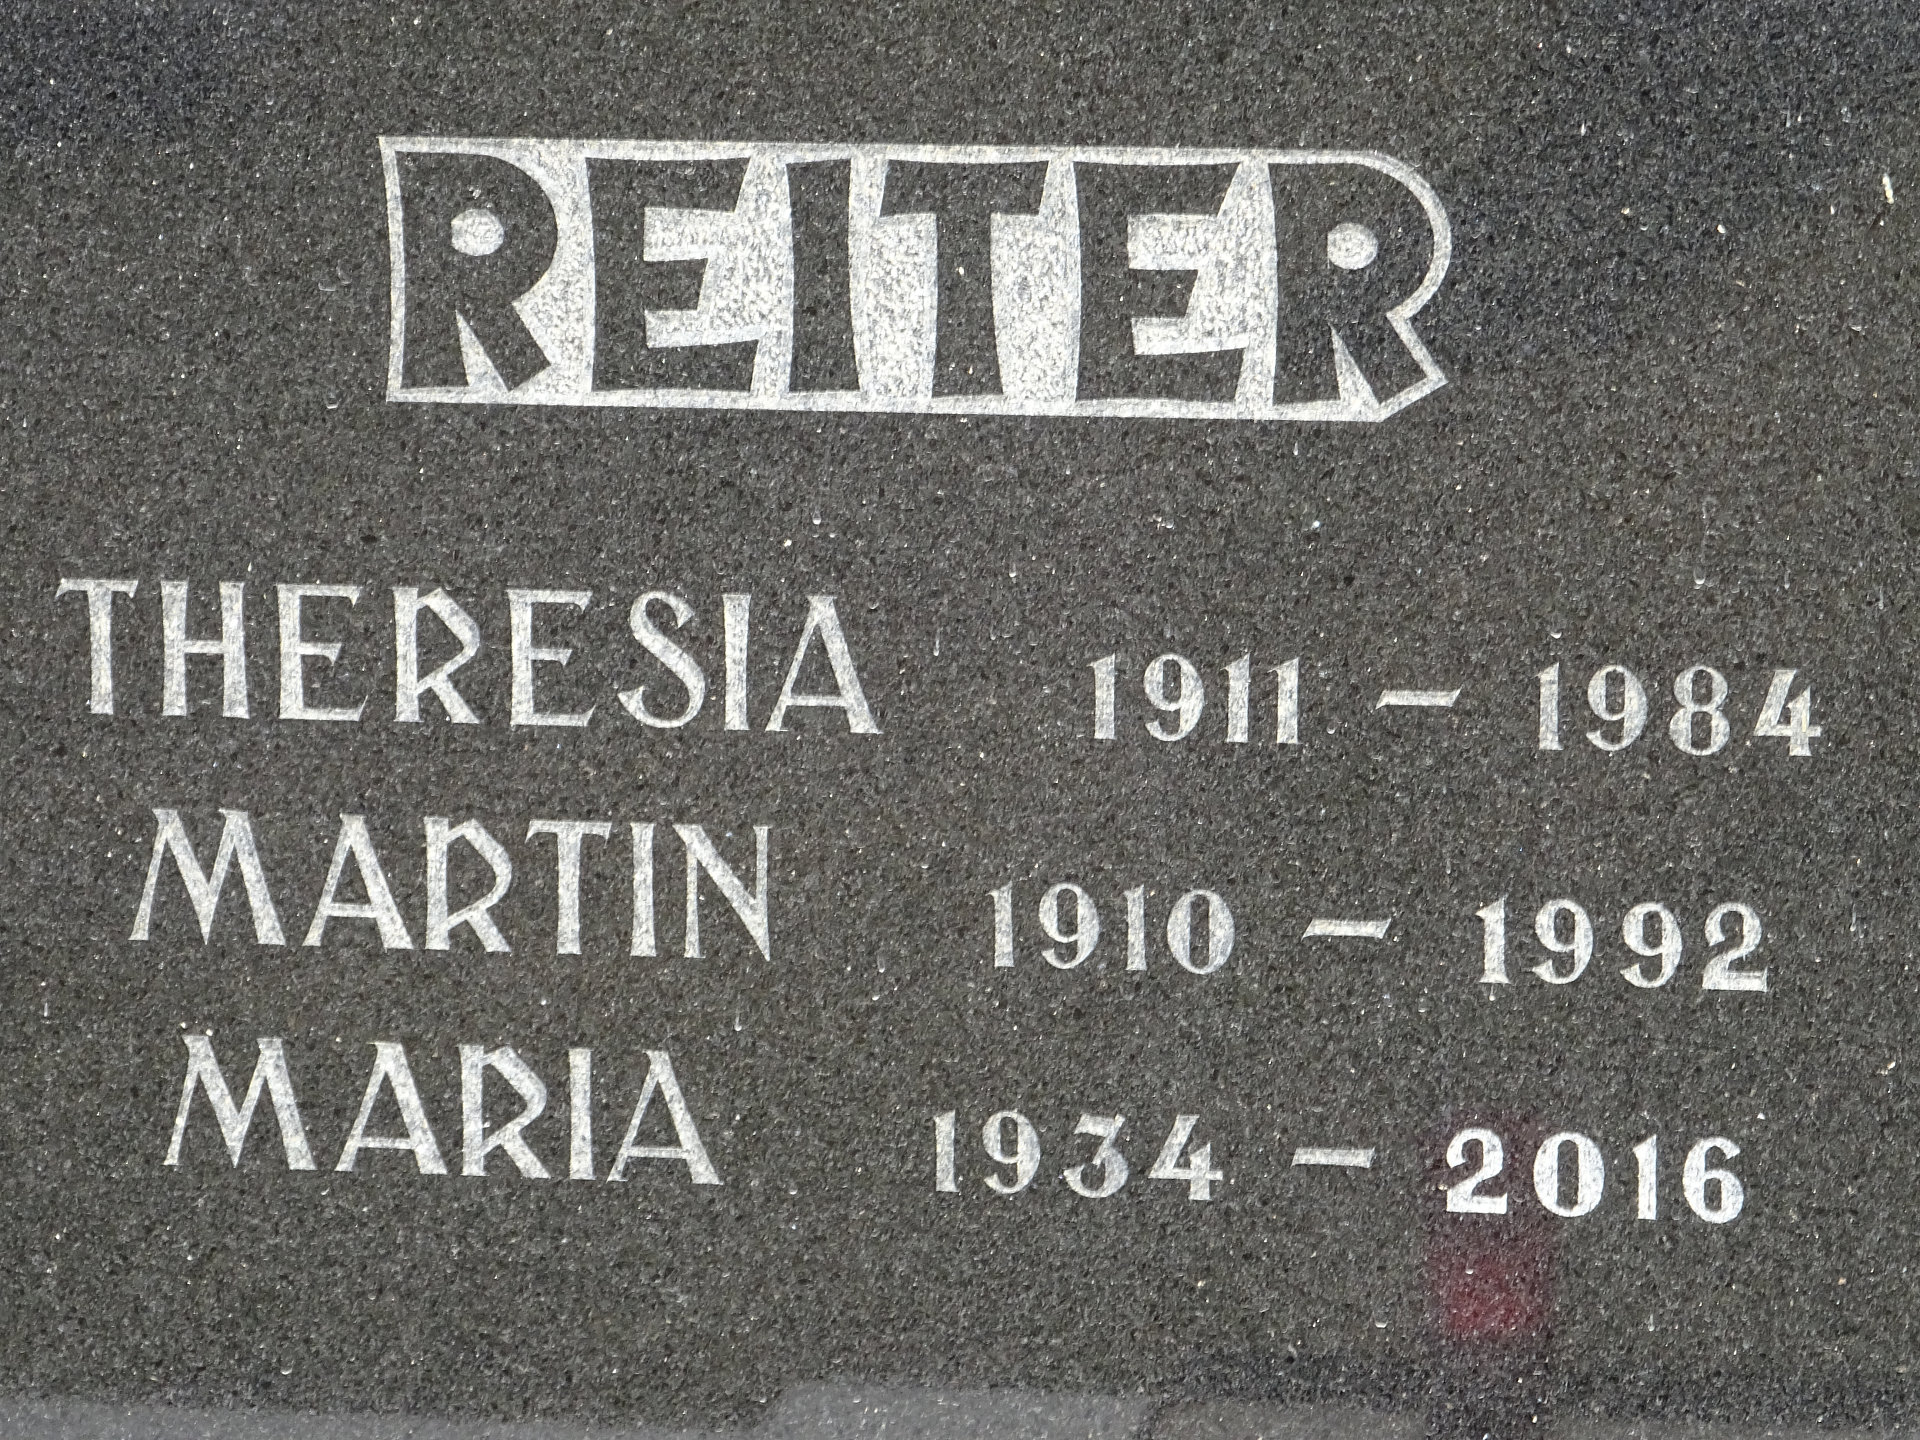 REITER
THERESIA 1911 – 1984
MARTIN 1910 – 1992
MARIA 1934 – 2016